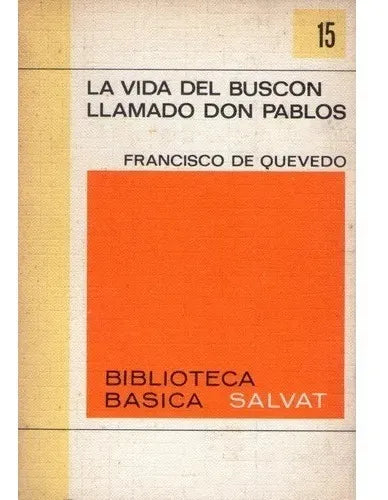 15
LA VIDA DEL BUSCON
LLAMADO DON PABLOS
FRANCISCO DE QUEVEDO
BIBLIOTECA
BASICA SALVAT